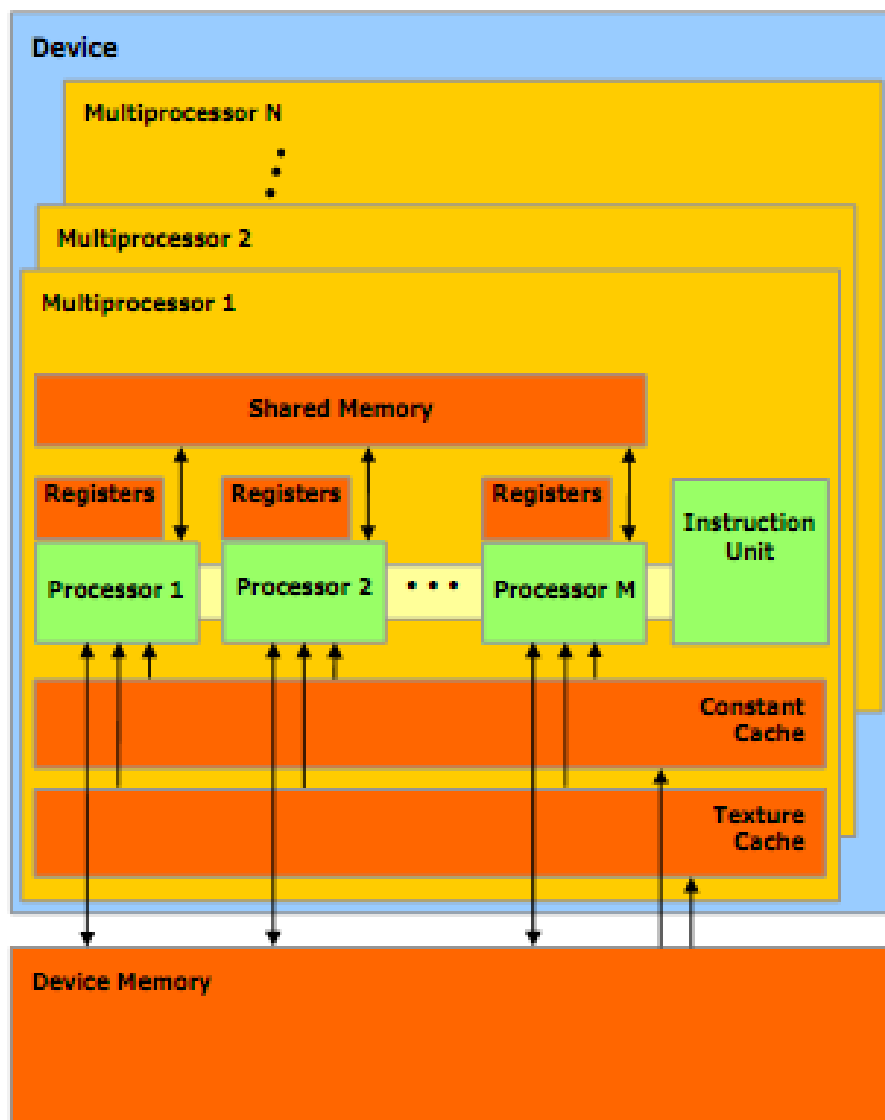 Device
Multiprocessor N
Multiprocessor 2
Multiprocessor 1
Shared Memory
Registers
Registers
Registers
Instruction
Unit
Processor 1
Processor 2
• • •
Processor M
Constant
Cache
Texture
Cache
Device Memory